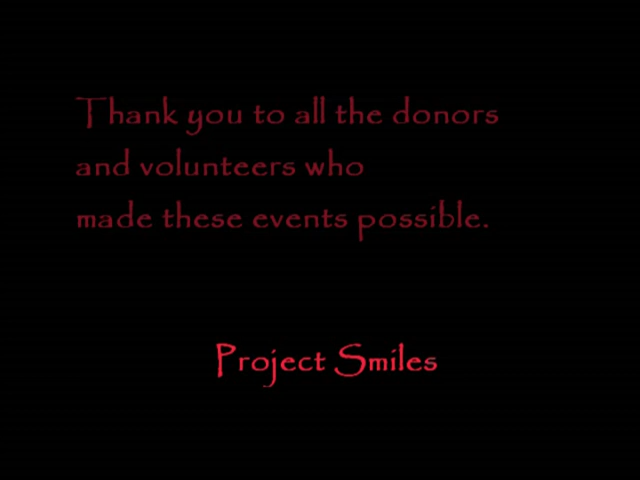 Thank you to all the donors
and volunteers who
made these events possible.
Project Smiles